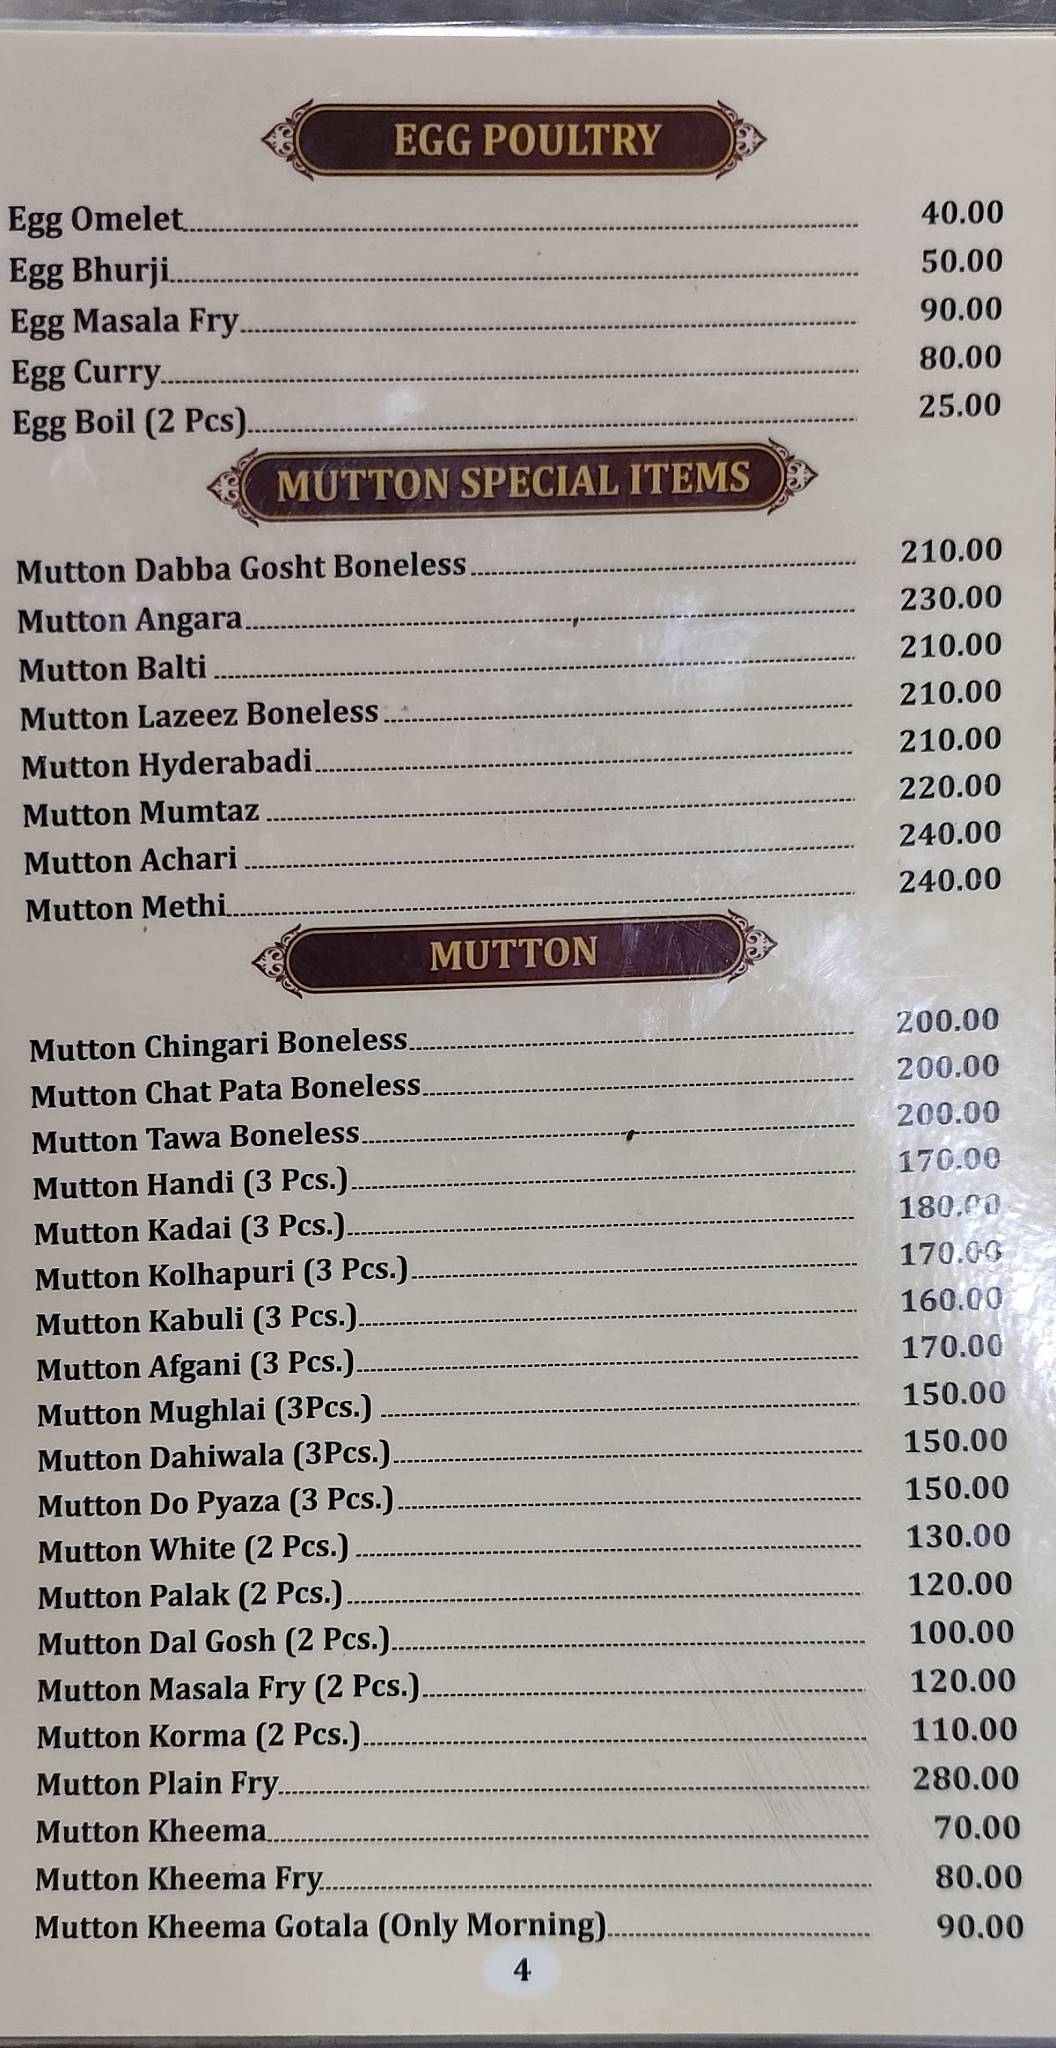 EGG POULTRY
Egg Omelet 40.00
Egg Bhurji 50.00
Egg Masala Fry 90.00
Egg Curry 80.00
Egg Boil (2 Pcs) 25.00
MUTTON SPECIAL ITEMS
Mutton Dabba Gosht Boneless 210.00
Mutton Angara 230.00
Mutton Balti 210.00
Mutton Lazeez Boneless 210.00
Mutton Hyderabadi 210.00
Mutton Mumtaz 220.00
Mutton Achari 240.00
Mutton Methi 240.00
MUTTON
Mutton Chingari Boneless 200.00
Mutton Chat Pata Boneless 200.00
Mutton Tawa Boneless 200.00
Mutton Handi (3 Pcs.) 170.00
Mutton Kadai (3 Pcs.) 180.00
Mutton Kolhapuri (3 Pcs.) 170.00
Mutton Kabuli (3 Pcs.) 160.00
Mutton Afgani (3 Pcs.) 170.00
Mutton Mughlai (3Pcs.) 150.00
Mutton Dahiwala (3Pcs.) 150.00
Mutton Do Pyaza (3 Pcs.) 150.00
Mutton White (2 Pcs.) 130.00
Mutton Palak (2 Pcs.) 120.00
Mutton Dal Gosh (2 Pcs.) 100.00
Mutton Masala Fry (2 Pcs.) 120.00
Mutton Korma (2 Pcs.) 110.00
Mutton Plain Fry 280.00
Mutton Kheema 70.00
Mutton Kheema Fry 80.00
Mutton Kheema Gotala (Only Morning) 90.00
4